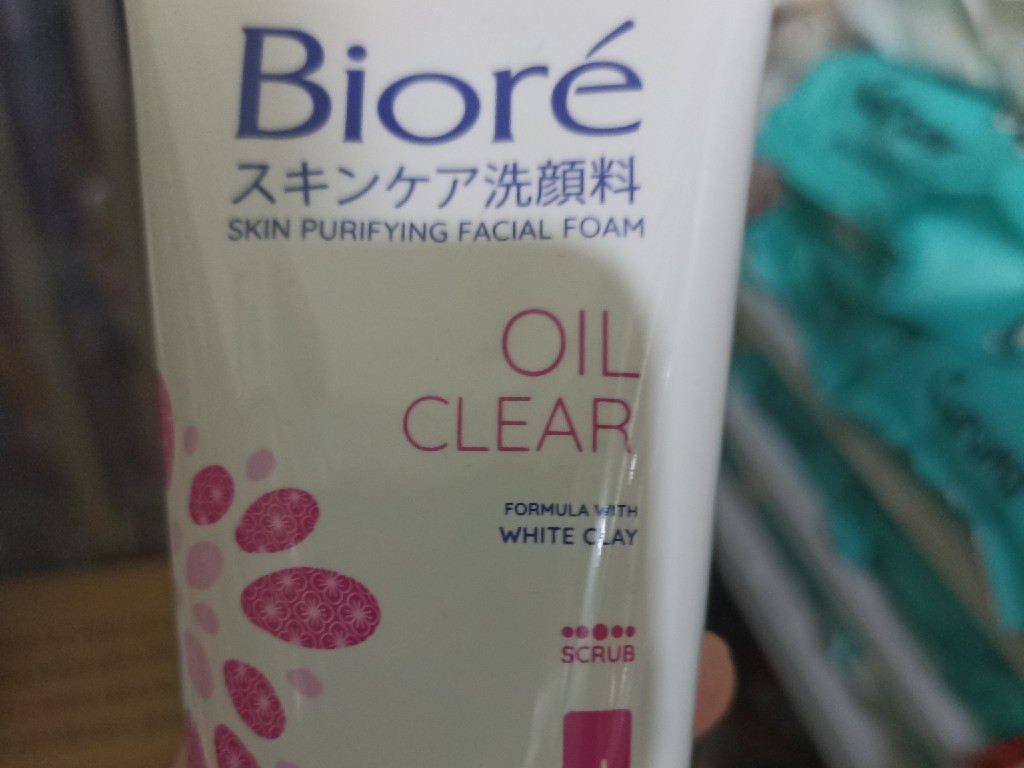 Bioré
スキンケア洗顔料
SKIN PURIFYING FACIAL FOAM
OIL
CLEAR
FORMULA WITH
WHITE CLAY
SCRUB